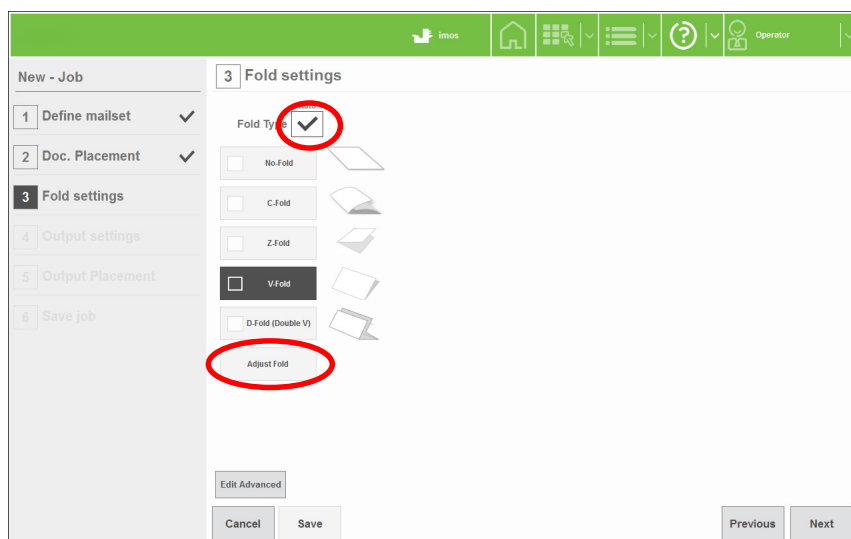 imos
Operator
New - Job
1 Define mailset
2 Doc. Placement
3 Fold settings
4 Output settings
5 Output Placement
6 Save job
3 Fold settings
Auto
Fold Type
No-Fold
C-Fold
Z-Fold
V-Fold
D-Fold (Double V)
Adjust Fold
Edit Advanced
Cancel Save
Previous Next